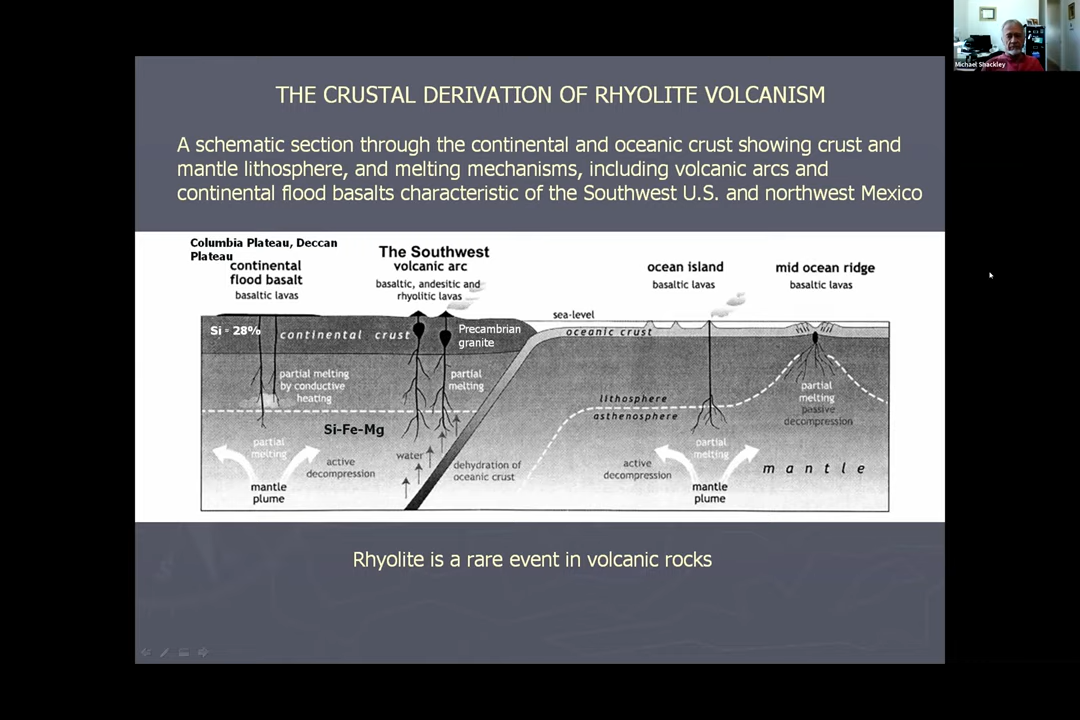 Michael Shackley
THE CRUSTAL DERIVATION OF RHYOLITE VOLCANISM
A schematic section through the continental and oceanic crust showing crust and
mantle lithosphere, and melting mechanisms, including volcanic arcs and
continental flood basalts characteristic of the Southwest U.S. and northwest Mexico
Columbia Plateau, Deccan
Plateau
continental
flood basalt
basaltic lavas
The Southwest
volcanic arc
basaltic, andesitic and
rhyolitic lavas
ocean island
basaltic lavas
mid ocean ridge
basaltic lavas
sea-level
Si = 28%
continental crust
Precambrian
granite
oceanic crust
partial melting
by conductive
heating
partial
melting
partial
melting
passive
decompression
lithosphere
asthenosphere
Si-Fe-Mg
partial
melting
active
decompression
water
dehydration of
oceanic crust
active
decompression
partial
melting
mantle
mantle
plume
mantle
plume
Rhyolite is a rare event in volcanic rocks